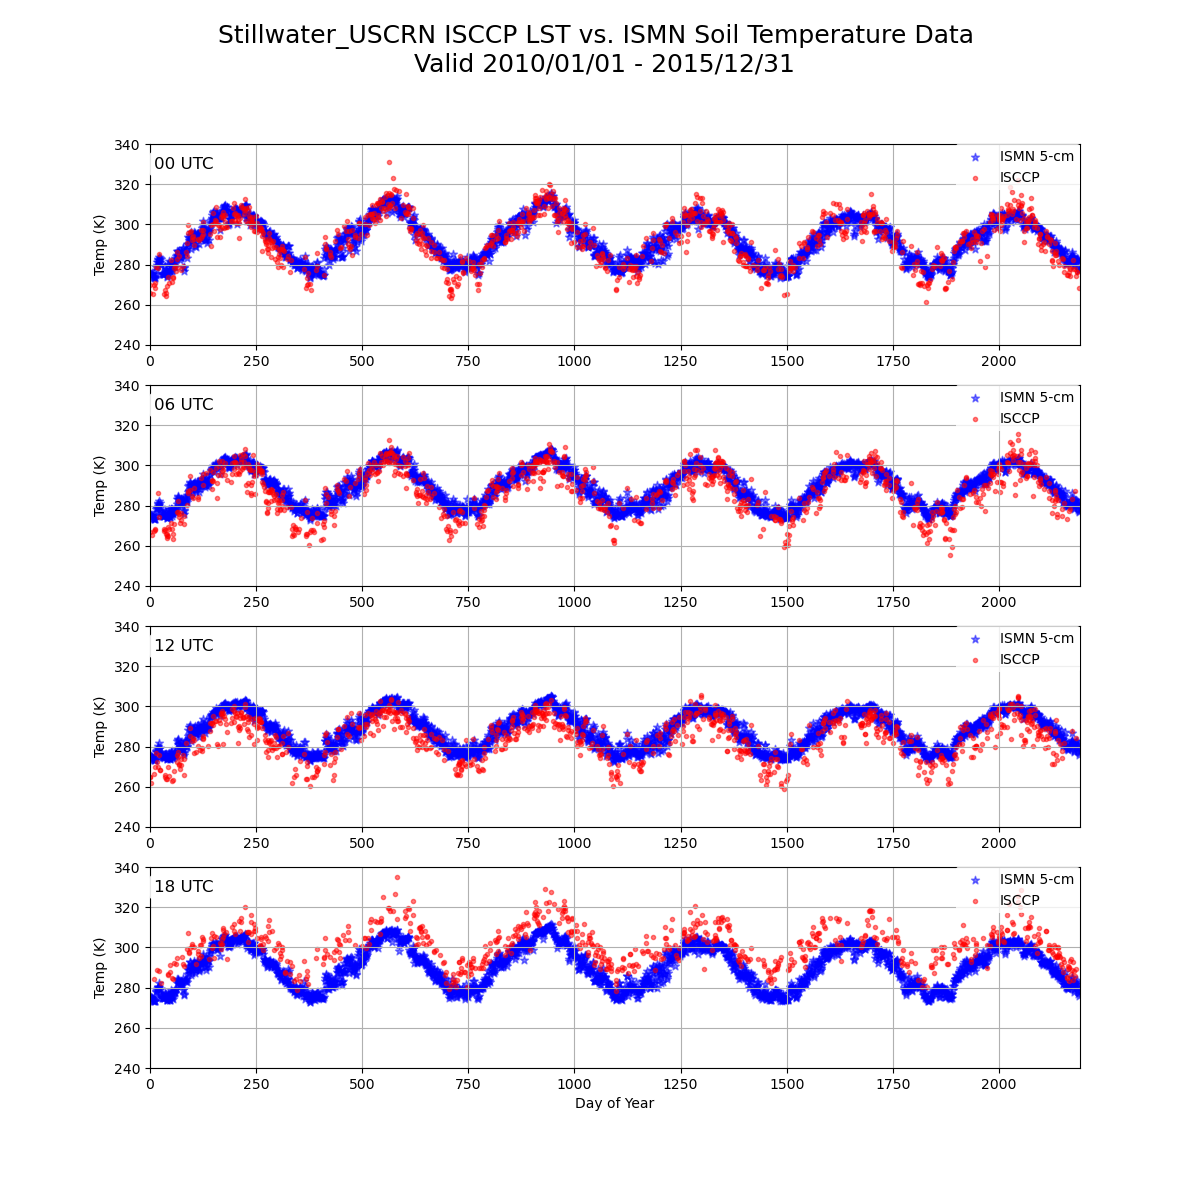 Stillwater_USCRN ISCCP LST vs. ISMN Soil Temperature Data
Valid 2010/01/01 - 2015/12/31
340
320
300
280
260
240
Temp (K)
00 UTC
ISMN 5-cm
ISCCP
0 250 500 750 1000 1250 1500 1750 2000
340
320
300
280
260
240
Temp (K)
06 UTC
ISMN 5-cm
ISCCP
0 250 500 750 1000 1250 1500 1750 2000
340
320
300
280
260
240
Temp (K)
12 UTC
ISMN 5-cm
ISCCP
0 250 500 750 1000 1250 1500 1750 2000
340
320
300
280
260
240
Temp (K)
18 UTC
ISMN 5-cm
ISCCP
0 250 500 750 1000 1250 1500 1750 2000
Day of Year